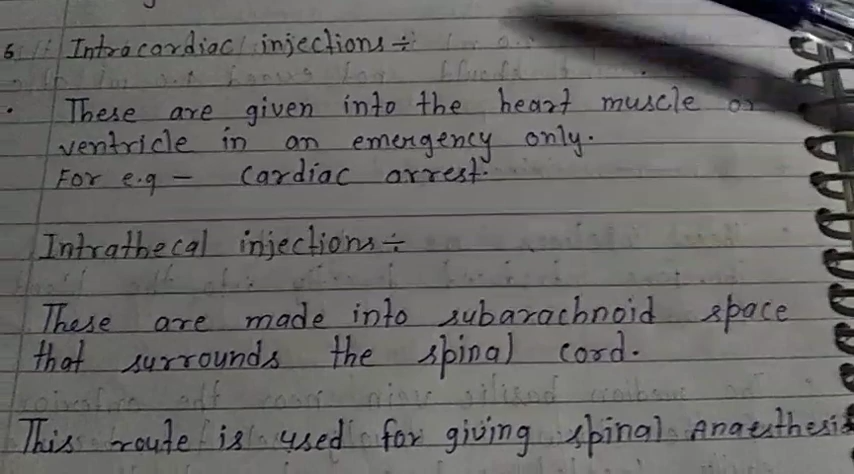 6 Intracardiac injections ÷
• These are given into the heart muscle or
ventricle in an emergency only.
For e.g - cardiac arrest.
Intrathecal injections ÷
These are made into subarachnoid space
that surrounds the spinal cord.
This route is used for giving spinal Anaesthesia